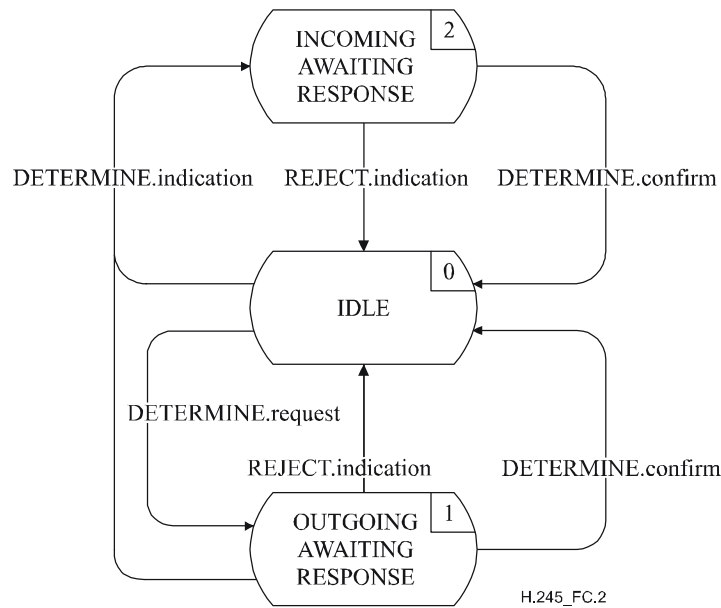 2
INCOMING
AWAITING
RESPONSE
DETERMINE.indication
REJECT.indication
DETERMINE.confirm
0
IDLE
DETERMINE.request
REJECT.indication
DETERMINE.confirm
1
OUTGOING
AWAITING
RESPONSE
H.245_FC.2